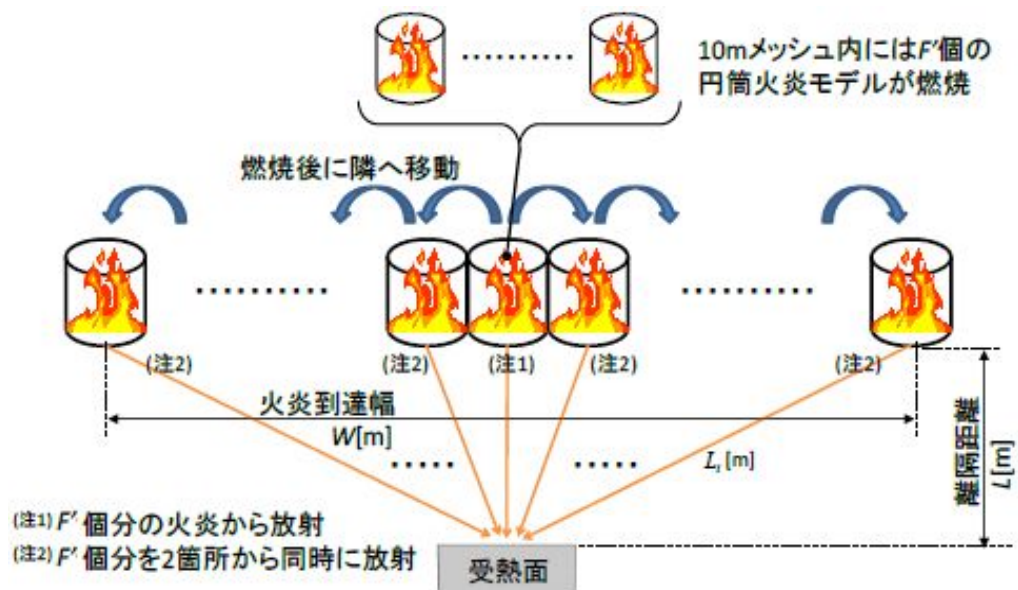 10mメッシュ内にはF'個の
円筒火炎モデルが燃焼
燃焼後に隣へ移動
(注2)
(注2)
(注1)
(注2)
(注2)
火炎到達幅
W[m]
Li [m]
離隔距離
L[m]
(注1) F' 個分の火炎から放射
(注2) F' 個分を2箇所から同時に放射
受熱面